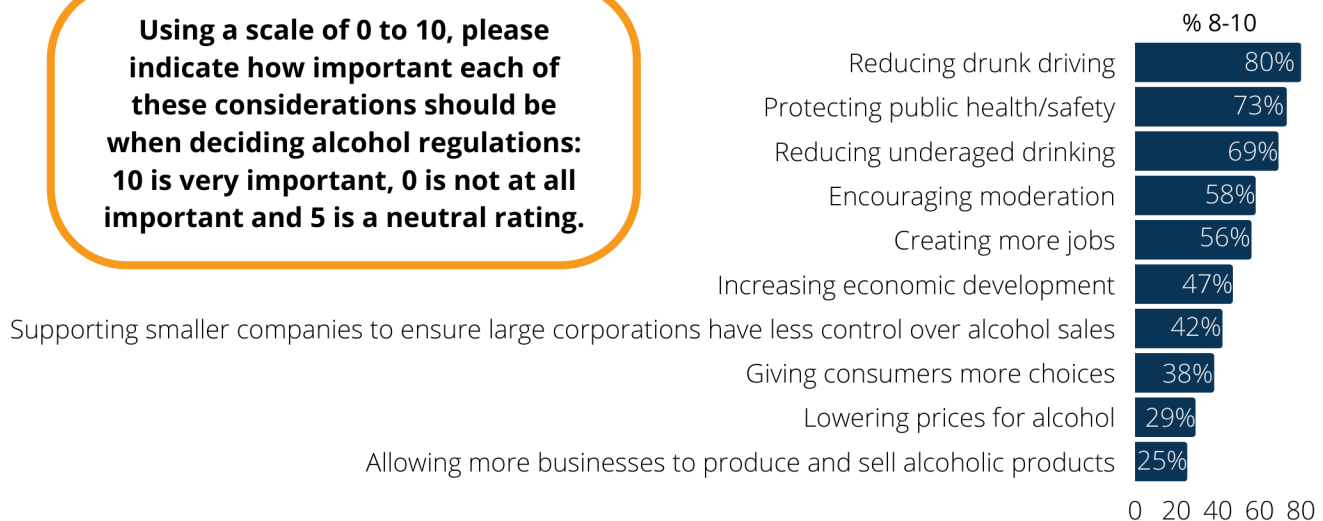 Using a scale of 0 to 10, please
indicate how important each of
these considerations should be
when deciding alcohol regulations:
10 is very important, 0 is not at all
important and 5 is a neutral rating.
% 8-10
Reducing drunk driving 80%
Protecting public health/safety 73%
Reducing underaged drinking 69%
Encouraging moderation 58%
Creating more jobs 56%
Increasing economic development 47%
Supporting smaller companies to ensure large corporations have less control over alcohol sales 42%
Giving consumers more choices 38%
Lowering prices for alcohol 29%
Allowing more businesses to produce and sell alcoholic products 25%
0 20 40 60 80